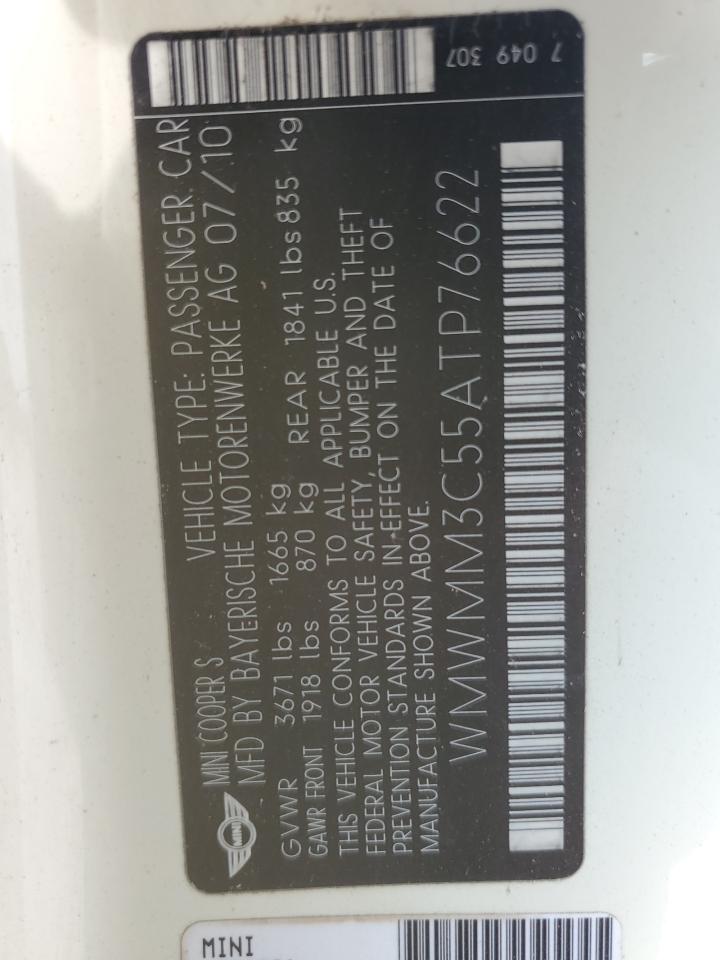 MINI COOPER S VEHICLE TYPE: PASSENGER CAR
MFD BY BAYERISCHE MOTORENWERKE AG 07/10
GVWR 3671 lbs 1665 kg
GAWR FRONT 1918 lbs 870 kg REAR 1841 lbs 835 kg
THIS VEHICLE CONFORMS TO ALL APPLICABLE U.S.
FEDERAL MOTOR VEHICLE SAFETY, BUMPER AND THEFT
PREVENTION STANDARDS IN EFFECT ON THE DATE OF
MANUFACTURE SHOWN ABOVE.
WMWMM3C55ATP76622
7 049 307
MINI
MINI